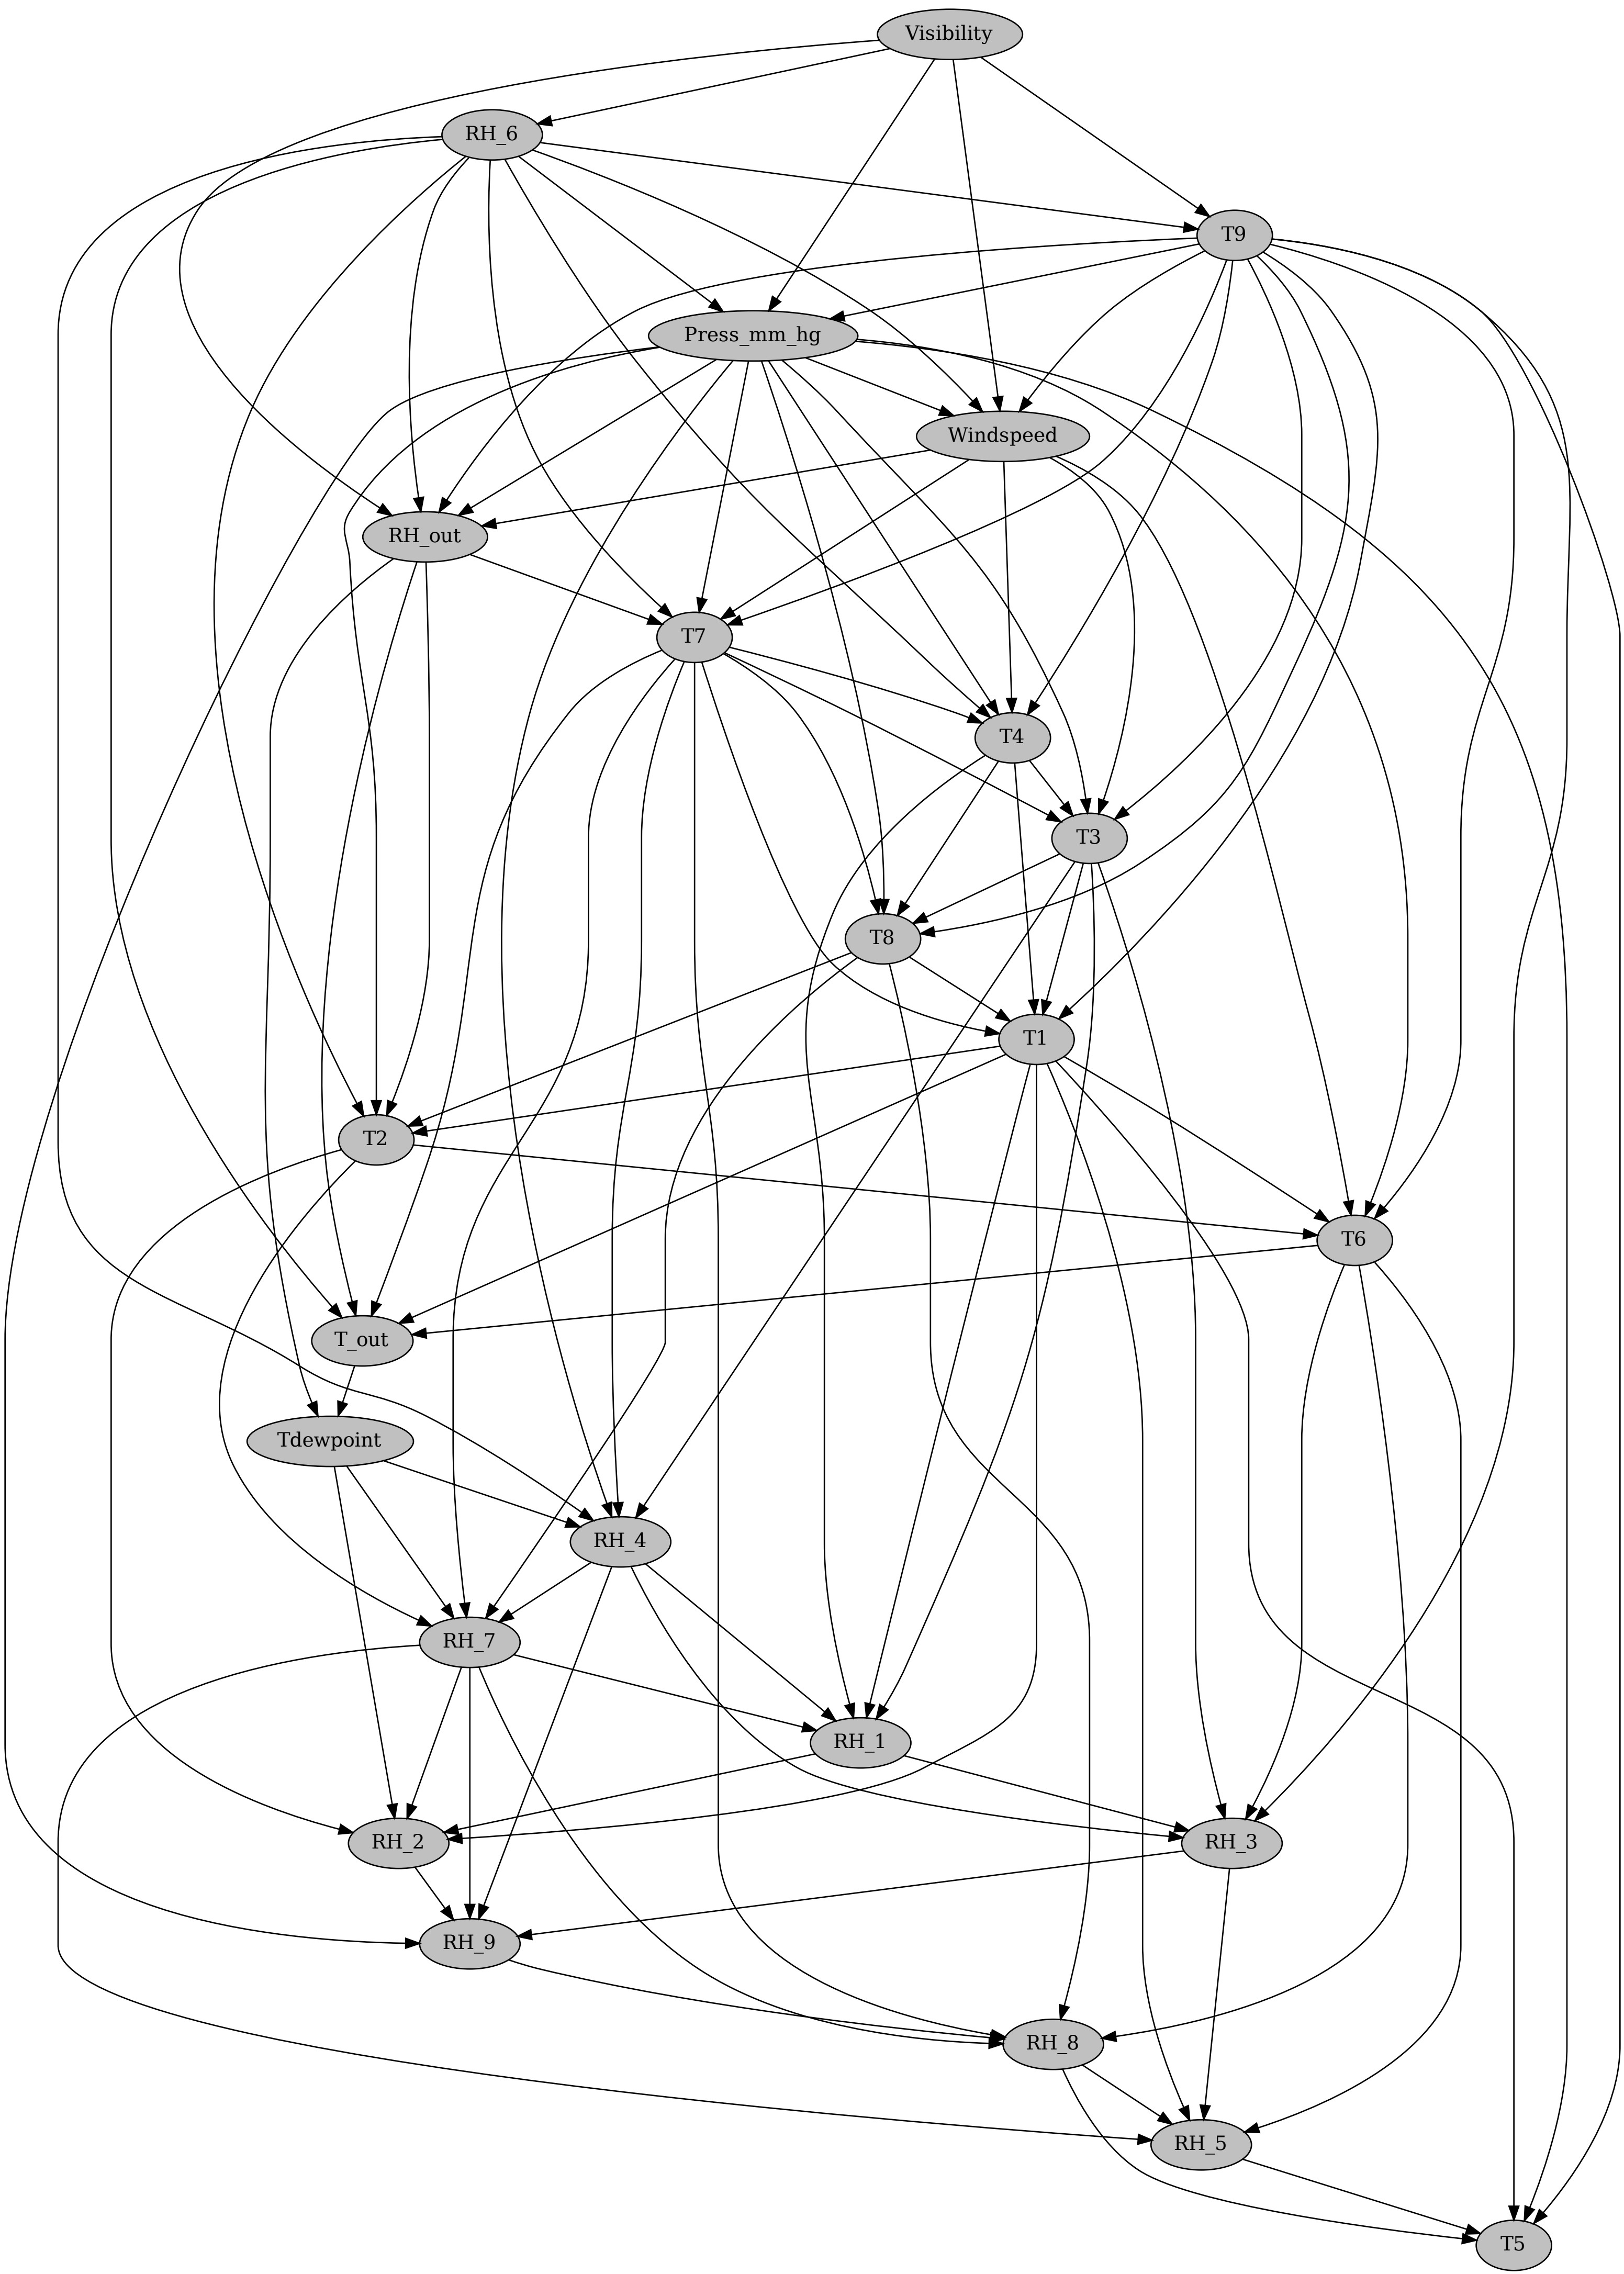 Visibility
RH_6
T9
Press_mm_hg
Windspeed
RH_out
T7
T4
T3
T8
T1
T2
T6
T_out
Tdewpoint
RH_4
RH_7
RH_1
RH_2
RH_3
RH_9
RH_8
RH_5
T5